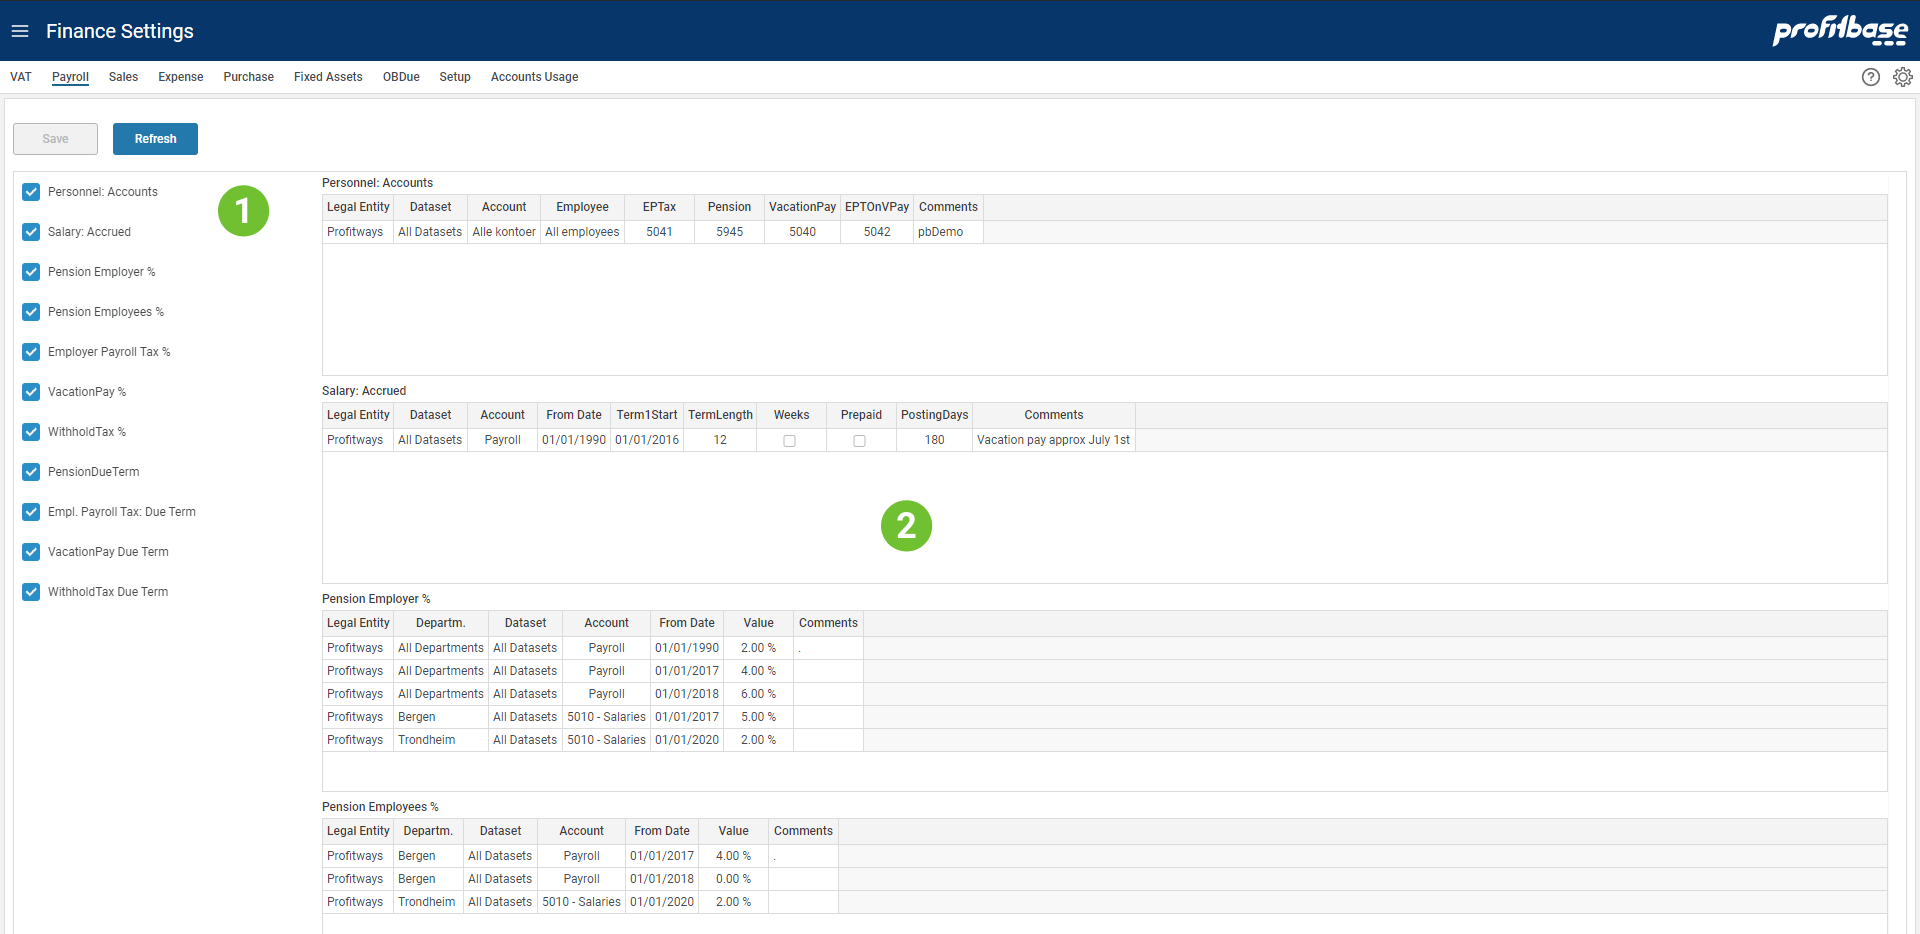 Finance Settings
profitbase
VAT Payroll Sales Expense Purchase Fixed Assets OBDue Setup Accounts Usage ?
Save Refresh
Personnel: Accounts
Salary: Accrued
Pension Employer %
Pension Employees %
Employer Payroll Tax %
VacationPay %
WithholdTax %
PensionDueTerm
Empl. Payroll Tax: Due Term
VacationPay Due Term
WithholdTax Due Term
1
Personnel: Accounts
Legal Entity Dataset Account Employee EPTax Pension VacationPay EPTOnVPay Comments
Profitways All Datasets Alle kontoer All employees 5041 5945 5040 5042 pbDemo
Salary: Accrued
Legal Entity Dataset Account From Date Term1Start TermLength Weeks Prepaid PostingDays Comments
Profitways All Datasets Payroll 01/01/1990 01/01/2016 12 180 Vacation pay approx July 1st
2
Pension Employer %
Legal Entity Departm. Dataset Account From Date Value Comments
Profitways All Departments All Datasets Payroll 01/01/1990 2.00 % .
Profitways All Departments All Datasets Payroll 01/01/2017 4.00 %
Profitways All Departments All Datasets Payroll 01/01/2018 6.00 %
Profitways Bergen All Datasets 5010 - Salaries 01/01/2017 5.00 %
Profitways Trondheim All Datasets 5010 - Salaries 01/01/2020 2.00 %
Pension Employees %
Legal Entity Departm. Dataset Account From Date Value Comments
Profitways Bergen All Datasets Payroll 01/01/2017 4.00 % .
Profitways Bergen All Datasets Payroll 01/01/2018 0.00 %
Profitways Trondheim All Datasets 5010 - Salaries 01/01/2020 2.00 %